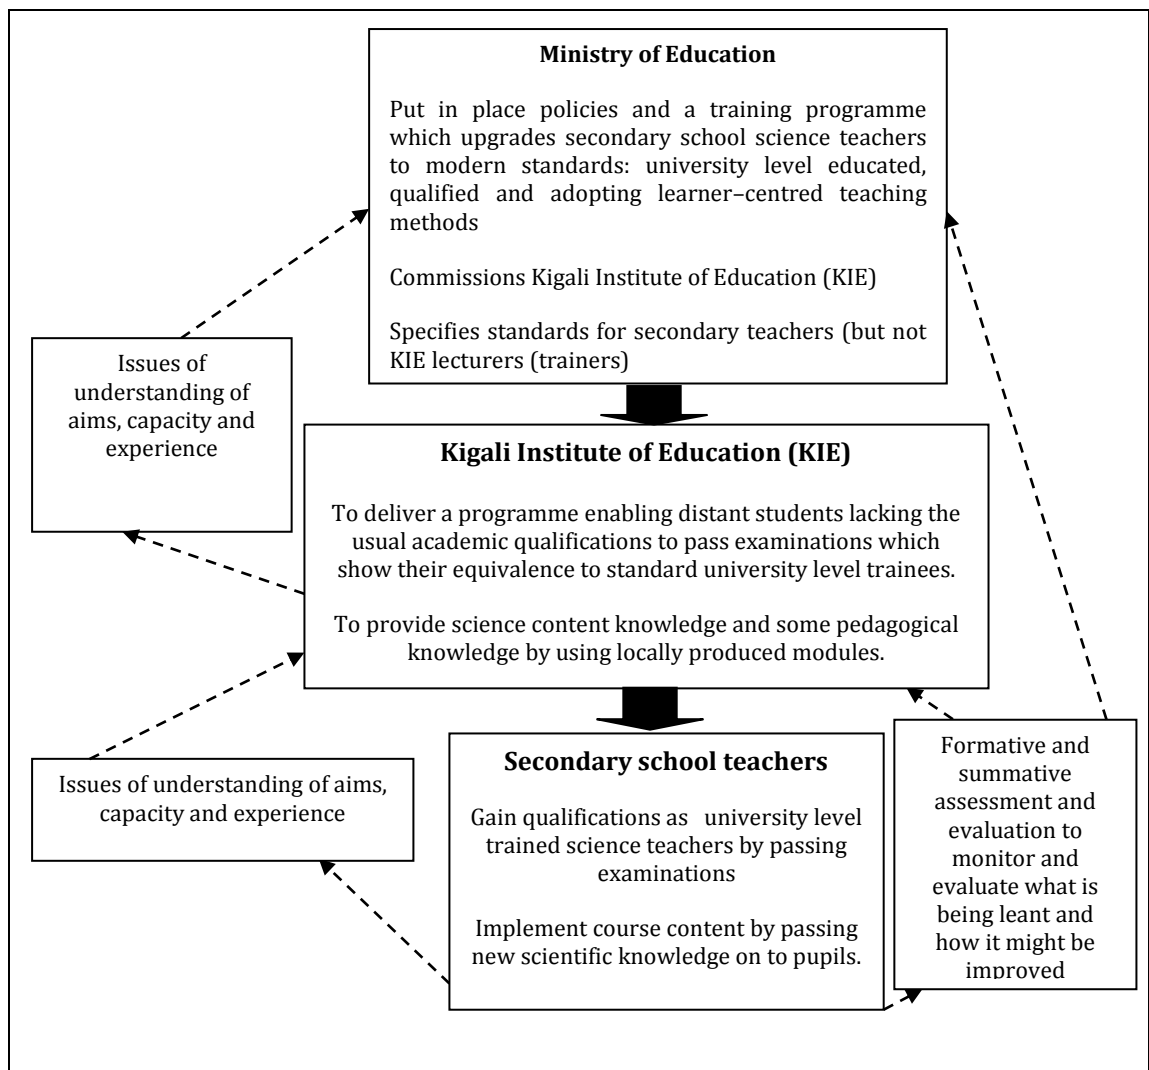 Ministry of Education
Put in place policies and a training programme
which upgrades secondary school science teachers
to modern standards: university level educated,
qualified and adopting learner–centred teaching
methods
Commissions Kigali Institute of Education (KIE)
Specifies standards for secondary teachers (but not
KIE lecturers (trainers)
Issues of
understanding of
aims, capacity and
experience
Kigali Institute of Education (KIE)
To deliver a programme enabling distant students lacking the
usual academic qualifications to pass examinations which
show their equivalence to standard university level trainees.
To provide science content knowledge and some pedagogical
knowledge by using locally produced modules.
Issues of understanding of aims,
capacity and experience
Secondary school teachers
Gain qualifications as university level
trained science teachers by passing
examinations
Implement course content by passing
new scientific knowledge on to pupils.
Formative and
summative
assessment and
evaluation to
monitor and
evaluate what is
being leant and
how it might be
improved